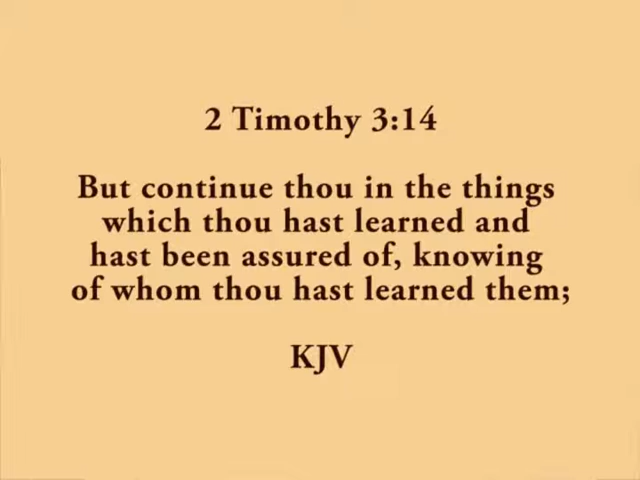 2 Timothy 3:14
But continue thou in the things
which thou hast learned and
hast been assured of, knowing
of whom thou hast learned them;
KJV